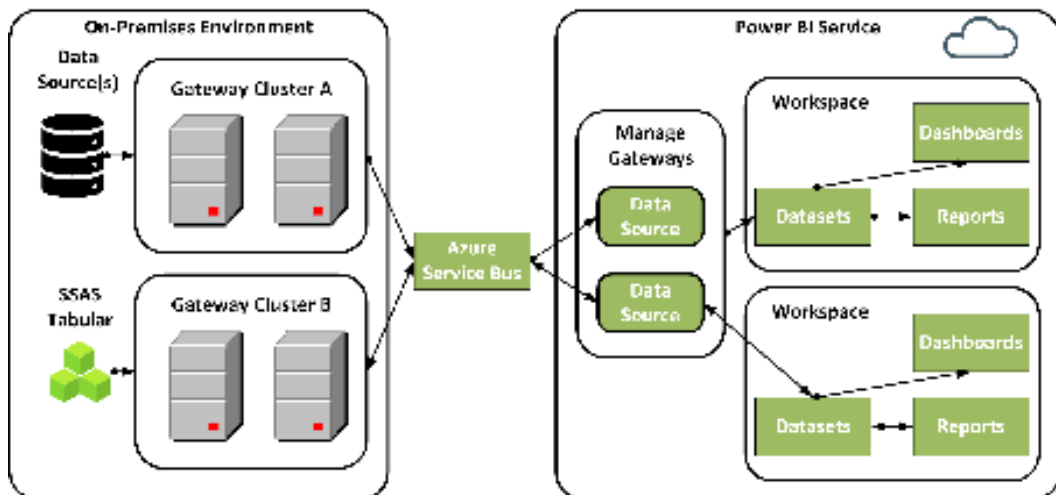 On-Premises Environment
Data
Source(s)
Gateway Cluster A
SSAS
Tabular
Gateway Cluster B
Azure
Service Bus
Power BI Service
Manage
Gateways
Data
Source
Data
Source
Workspace
Dashboards
Datasets
Reports
Workspace
Dashboards
Datasets
Reports